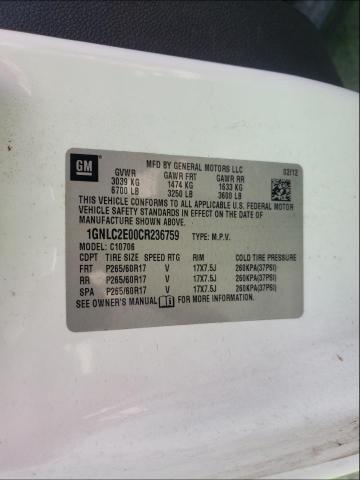 GM
MFD BY GENERAL MOTORS LLC 02/12
GVWR GAWR FRT GAWR RR
3039 KG 1474 KG 1633 KG
6700 LB 3250 LB 3600 LB
THIS VEHICLE CONFORMS TO ALL APPLICABLE U.S. FEDERAL MOTOR
VEHICLE SAFETY AND THEFT PREVENTION STANDARDS IN EFFECT
ON THE DATE OF MANUFACTURE SHOWN ABOVE.
1GNLC2E00CR236759 TYPE: M.P.V.
MODEL: C10706
CDPT TIRE SIZE SPEED RTG RIM COLD TIRE PRESSURE
FRT P265/60R17 V 17X7.5J 260KPA(37PSI)
RR P265/60R17 V 17X7.5J 260KPA(37PSI)
SPA P265/60R17 V 17X7.5J 260KPA(37PSI)
SEE OWNER'S MANUAL FOR MORE INFORMATION.